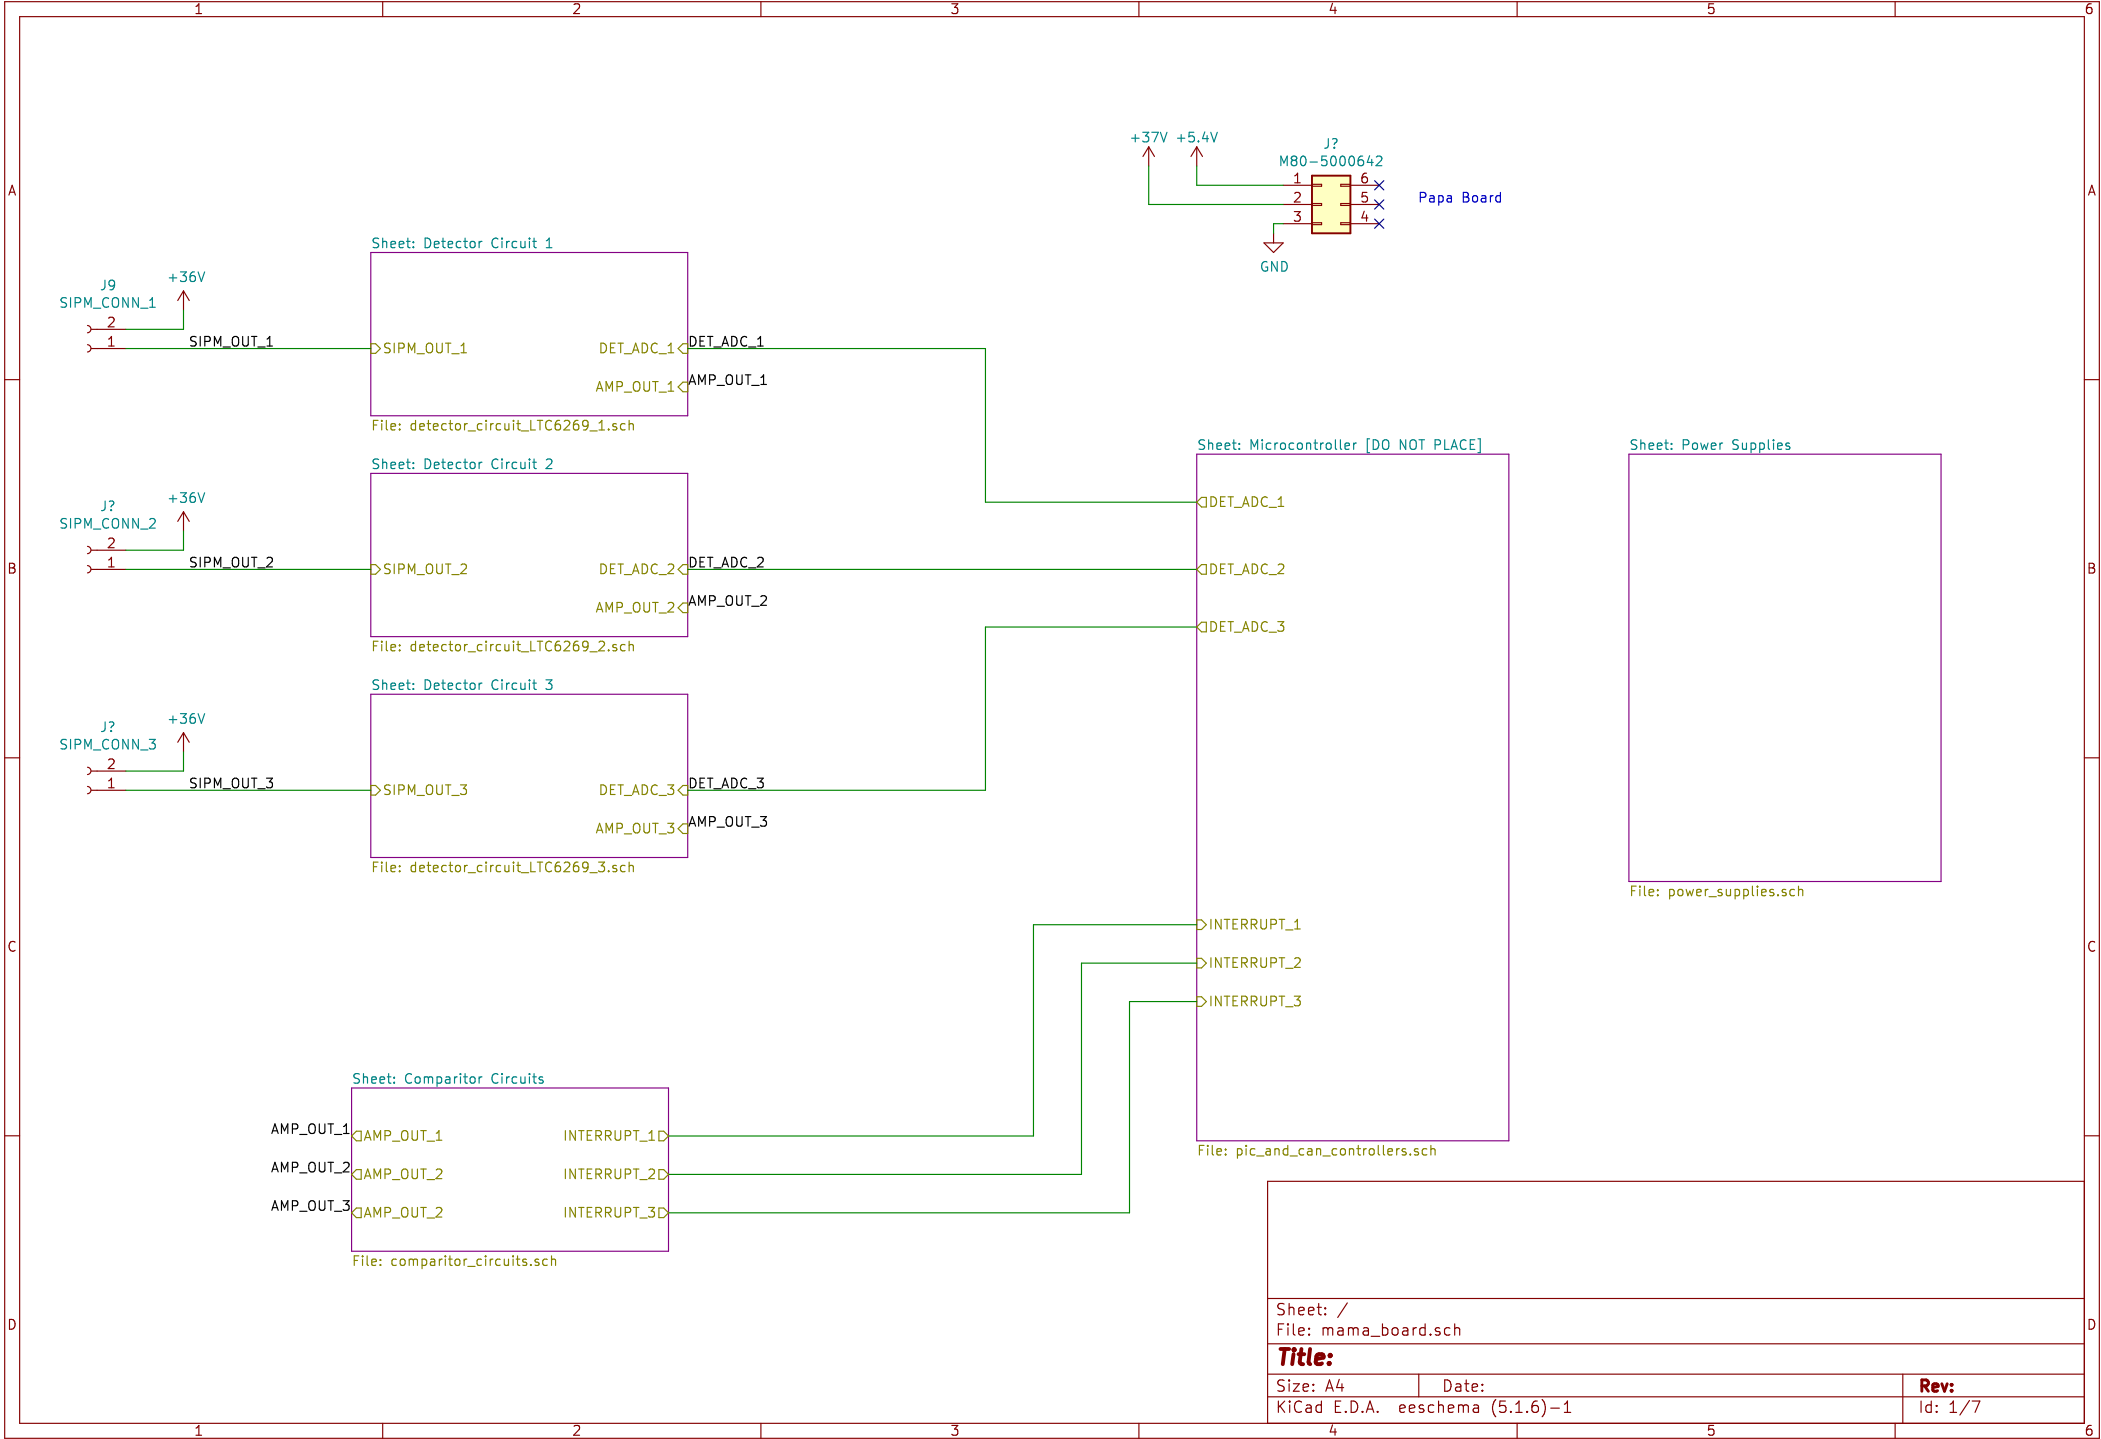 1 2 3 4 5 6
+37V +5.4V
J?
M80-5000642
1 6
2 5
3 4
Papa Board
GND
A A
Sheet: Detector Circuit 1
J9
SIPM_CONN_1
+36V
2
1
SIPM_OUT_1
SIPM_OUT_1
DET_ADC_1
DET_ADC_1
AMP_OUT_1
AMP_OUT_1
File: detector_circuit_LTC6269_1.sch
Sheet: Detector Circuit 2
J?
SIPM_CONN_2
+36V
2
1
SIPM_OUT_2
SIPM_OUT_2
DET_ADC_2
DET_ADC_2
AMP_OUT_2
AMP_OUT_2
File: detector_circuit_LTC6269_2.sch
B B
Sheet: Detector Circuit 3
J?
SIPM_CONN_3
+36V
2
1
SIPM_OUT_3
SIPM_OUT_3
DET_ADC_3
DET_ADC_3
AMP_OUT_3
AMP_OUT_3
File: detector_circuit_LTC6269_3.sch
Sheet: Microcontroller [DO NOT PLACE]
DET_ADC_1
DET_ADC_2
DET_ADC_3
INTERRUPT_1
INTERRUPT_2
INTERRUPT_3
File: pic_and_can_controllers.sch
Sheet: Power Supplies
File: power_supplies.sch
C C
Sheet: Comparitor Circuits
AMP_OUT_1
AMP_OUT_1
INTERRUPT_1
AMP_OUT_2
AMP_OUT_2
INTERRUPT_2
AMP_OUT_3
AMP_OUT_2
INTERRUPT_3
File: comparitor_circuits.sch
D D
Sheet: /
File: mama_board.sch
Title:
Size: A4 Date: Rev:
KiCad E.D.A. eeschema (5.1.6)-1 Id: 1/7
1 2 3 4 5 6